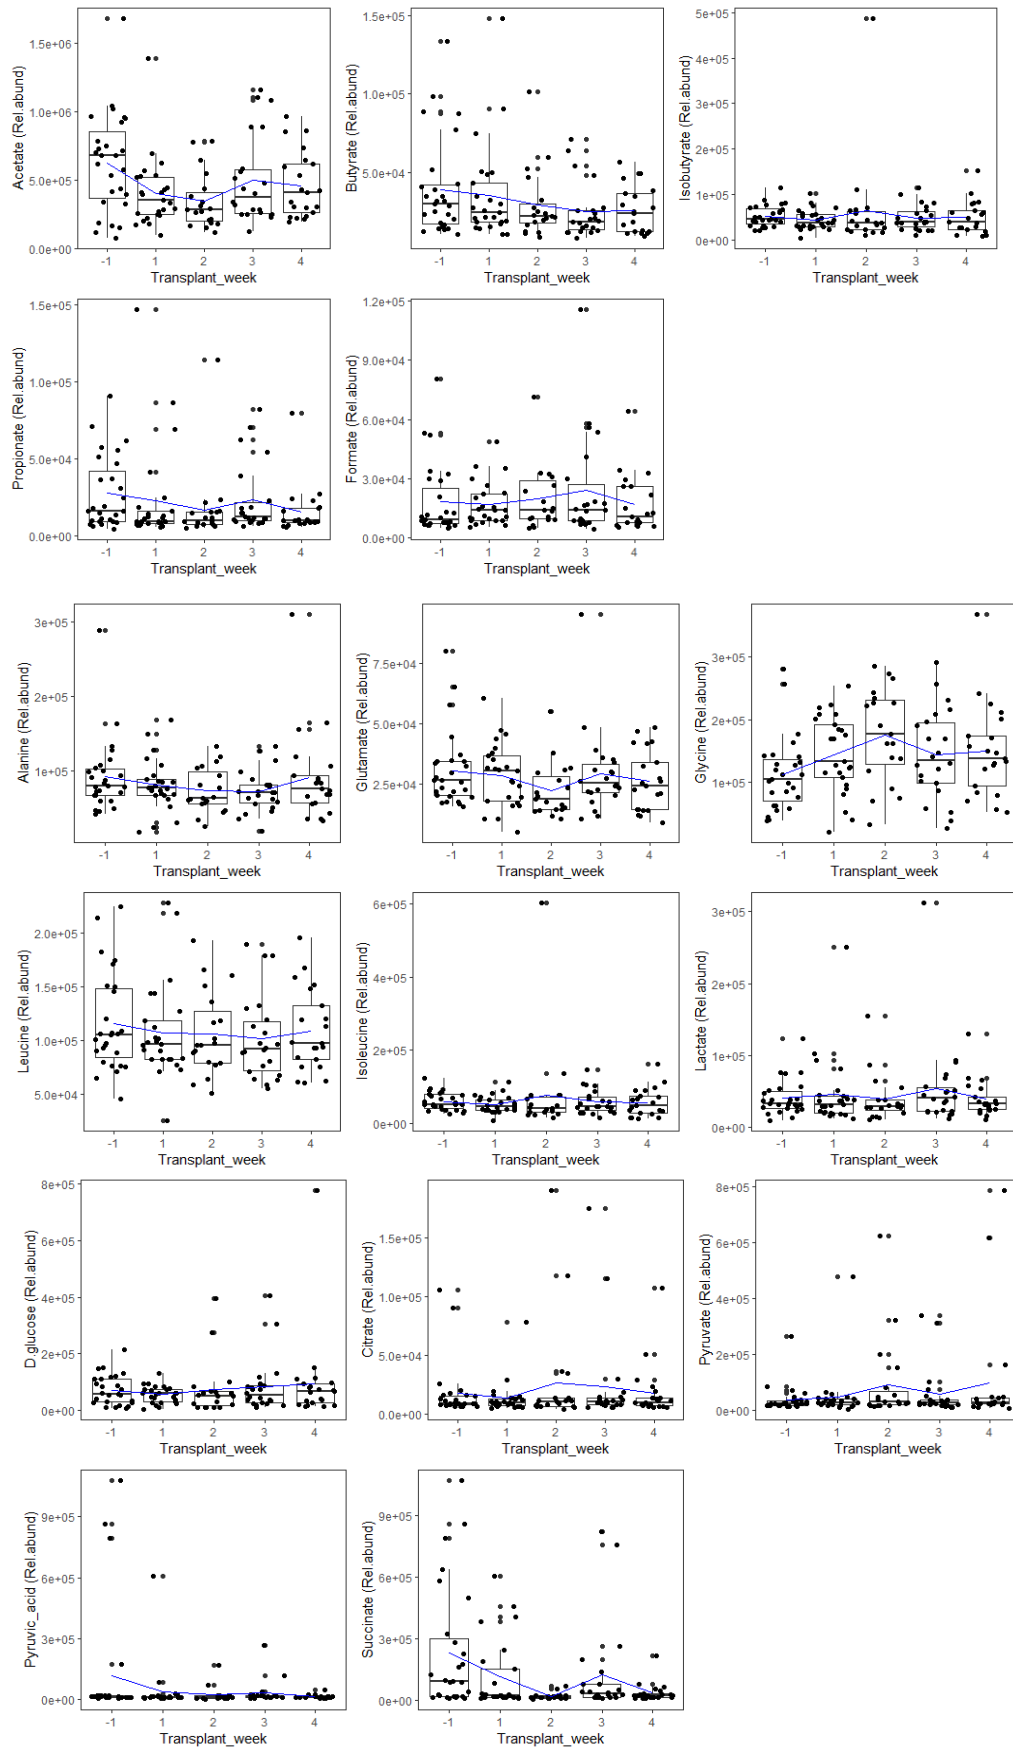 Acetate (Rel.abund)
1.5e+06
1.0e+06
5.0e+05
0.0e+00
-1 1 2 3 4
Transplant_week
Butyrate (Rel.abund)
1.5e+05
1.0e+05
5.0e+04
-1 1 2 3 4
Transplant_week
Isobutyrate (Rel.abund)
5e+05
4e+05
3e+05
2e+05
1e+05
0e+00
-1 1 2 3 4
Transplant_week
Propionate (Rel.abund)
1.5e+05
1.0e+05
5.0e+04
0.0e+00
-1 1 2 3 4
Transplant_week
Formate (Rel.abund)
1.2e+05
9.0e+04
6.0e+04
3.0e+04
0.0e+00
-1 1 2 3 4
Transplant_week
Alanine (Rel.abund)
3e+05
2e+05
1e+05
-1 1 2 3 4
Transplant_week
Glutamate (Rel.abund)
7.5e+04
5.0e+04
2.5e+04
-1 1 2 3 4
Transplant_week
Glycine (Rel.abund)
3e+05
2e+05
1e+05
-1 1 2 3 4
Transplant_week
Leucine (Rel.abund)
2.0e+05
1.5e+05
1.0e+05
5.0e+04
-1 1 2 3 4
Transplant_week
Isoleucine (Rel.abund)
6e+05
4e+05
2e+05
0e+00
-1 1 2 3 4
Transplant_week
Lactate (Rel.abund)
3e+05
2e+05
1e+05
0e+00
-1 1 2 3 4
Transplant_week
D.glucose (Rel.abund)
8e+05
6e+05
4e+05
2e+05
0e+00
-1 1 2 3 4
Transplant_week
Citrate (Rel.abund)
1.5e+05
1.0e+05
5.0e+04
0.0e+00
-1 1 2 3 4
Transplant_week
Pyruvate (Rel.abund)
8e+05
6e+05
4e+05
2e+05
0e+00
-1 1 2 3 4
Transplant_week
Pyruvic_acid (Rel.abund)
9e+05
6e+05
3e+05
0e+00
-1 1 2 3 4
Transplant_week
Succinate (Rel.abund)
9e+05
6e+05
3e+05
0e+00
-1 1 2 3 4
Transplant_week